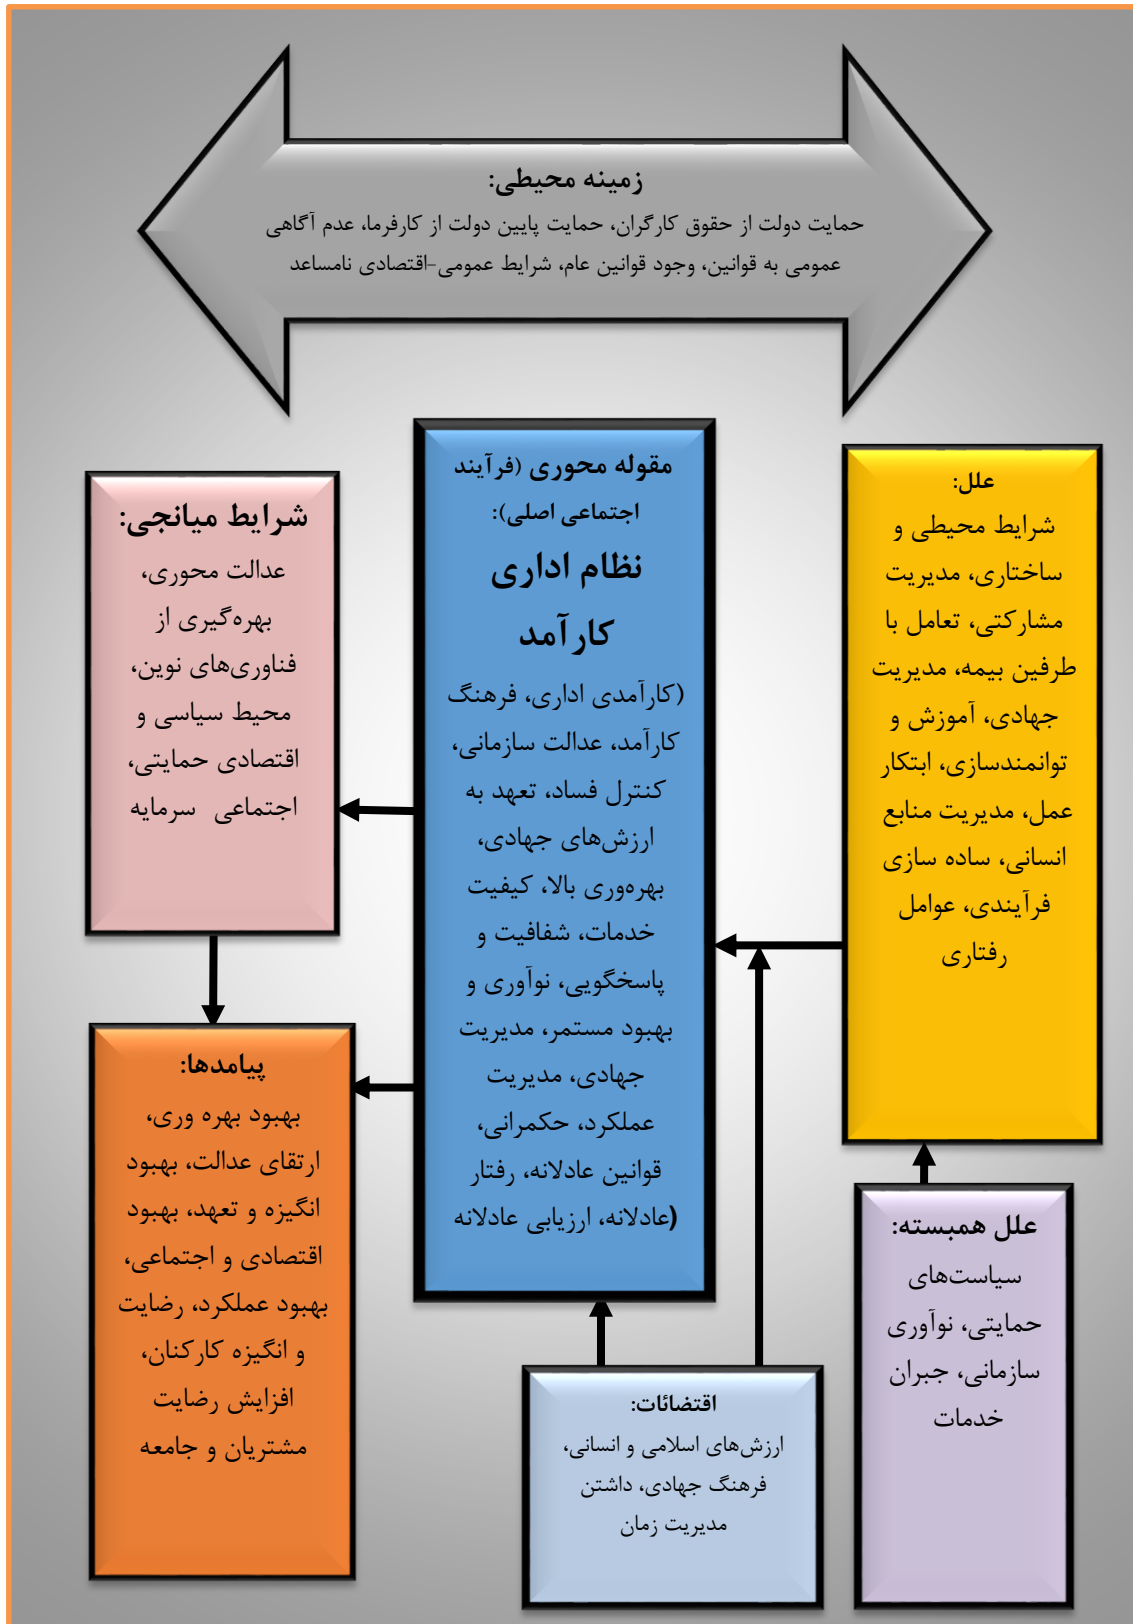 زمینه محیطی:
حمایت دولت از حقوق کارگران، حمایت پایین دولت از کارفرما، عدم آگاهی
عمومی به قوانین، وجود قوانین عام، شرایط عمومی-اقتصادی نامساعد
علل:
شرایط محیطی و
ساختاری، مدیریت
مشارکتی، تعامل با
طرفین بیمه، مدیریت
جهادی، آموزش و
توانمندسازی، ابتکار
عمل، مدیریت منابع
انسانی، ساده سازی
فرآیندی، عوامل
رفتاری
علل همبسته:
سیاست‌های
حمایتی، نوآوری
سازمانی، جبران
خدمات
مقوله محوری (فرآیند
اجتماعی اصلی):
نظام اداری
کارآمد
(کارآمدی اداری، فرهنگ
کارآمد، عدالت سازمانی،
کنترل فساد، تعهد به
ارزش‌های جهادی،
بهره‌وری بالا، کیفیت
خدمات، شفافیت و
پاسخگویی، نوآوری و
بهبود مستمر، مدیریت
جهادی، مدیریت
عملکرد، حکمرانی،
قوانین عادلانه، رفتار
عادلانه، ارزیابی عادلانه)
اقتضائات:
ارزش‌های اسلامی و انسانی،
فرهنگ جهادی، داشتن
مدیریت زمان
شرایط میانجی:
عدالت محوری،
بهره‌گیری از
فناوری‌های نوین،
محیط سیاسی و
اقتصادی حمایتی،
اجتماعی سرمایه
پیامدها:
بهبود بهره وری،
ارتقای عدالت، بهبود
انگیزه و تعهد، بهبود
اقتصادی و اجتماعی،
بهبود عملکرد، رضایت
و انگیزه کارکنان،
افزایش رضایت
مشتریان و جامعه